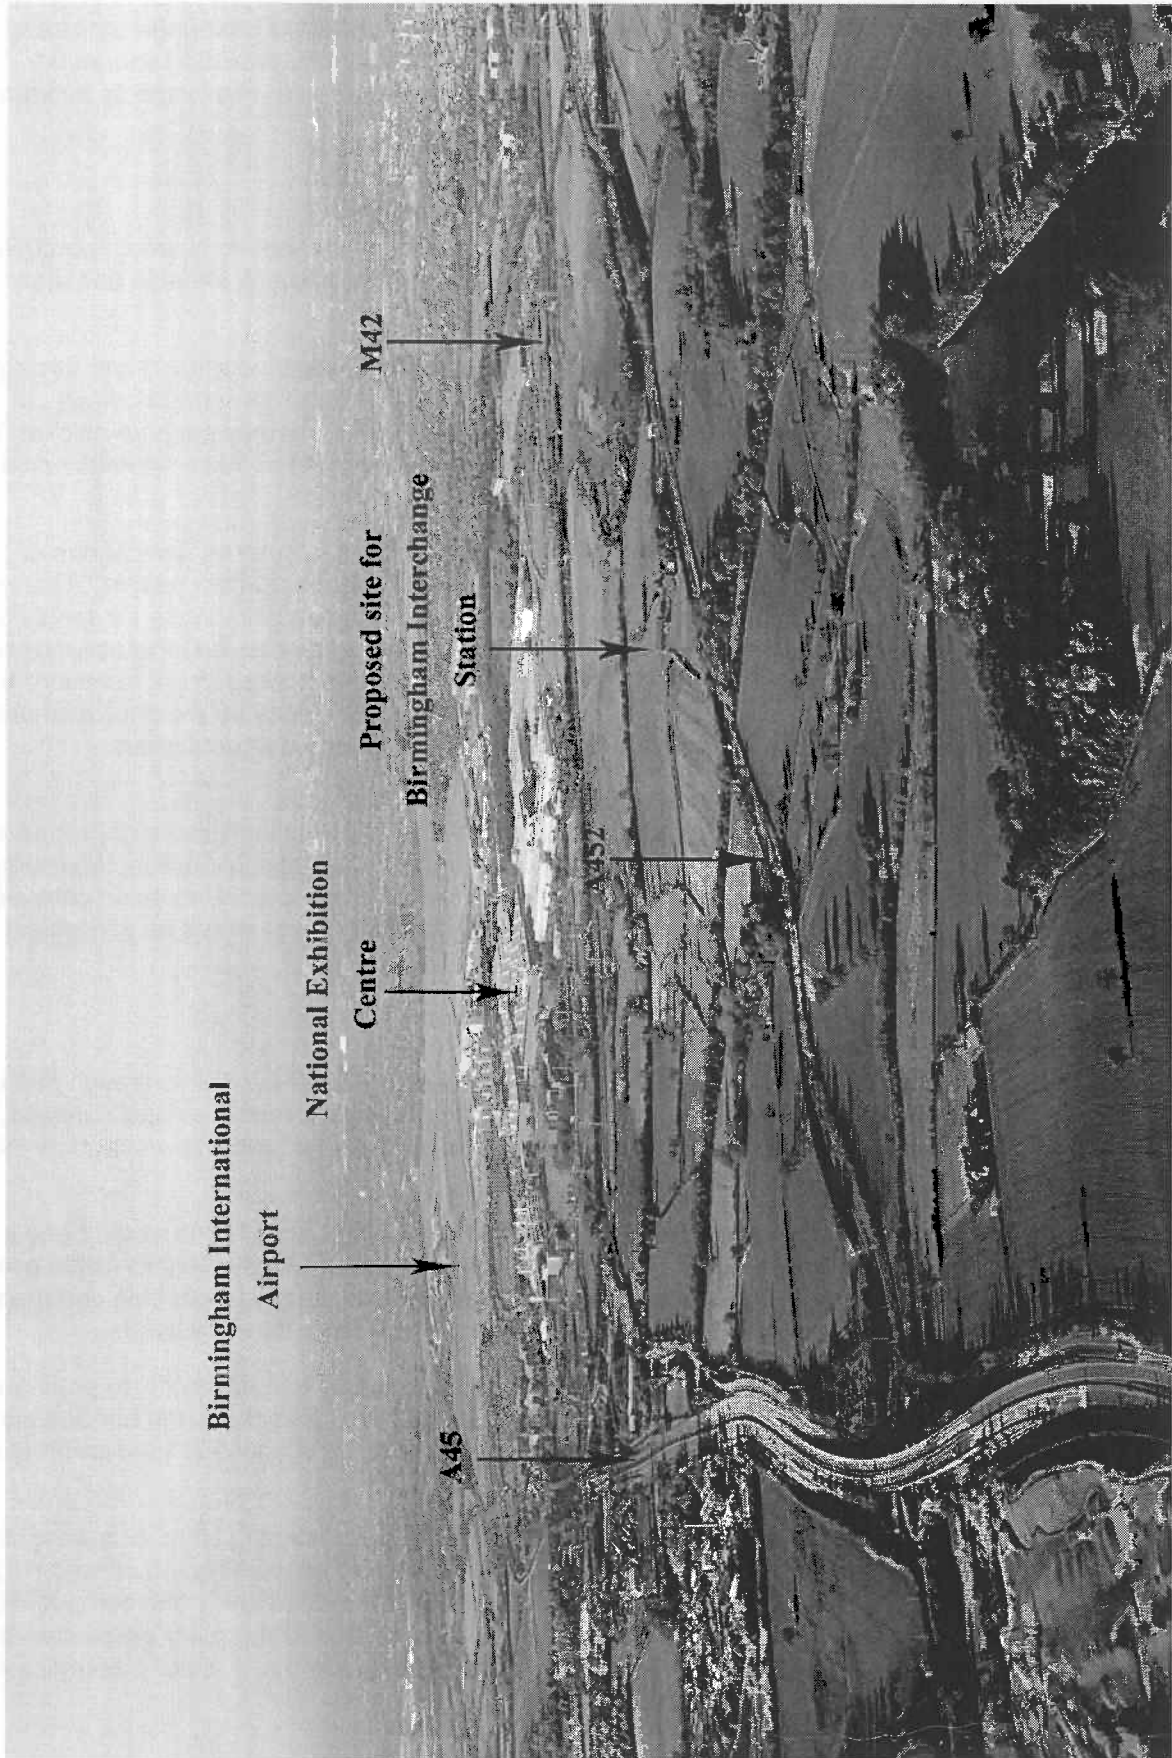 Birmingham International
Airport
A45
National Exhibition
Centre
A452
Proposed site for
Birmingham Interchange
Station
M42